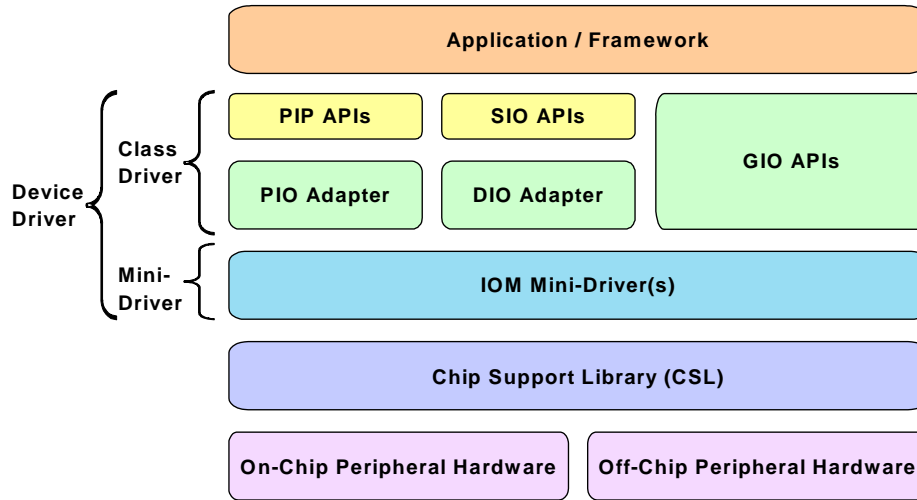 Application / Framework
PIP APIs
SIO APIs
GIO APIs
Class
Driver
PIO Adapter
DIO Adapter
Device
Driver
Mini-
Driver
IOM Mini-Driver(s)
Chip Support Library (CSL)
On-Chip Peripheral Hardware
Off-Chip Peripheral Hardware